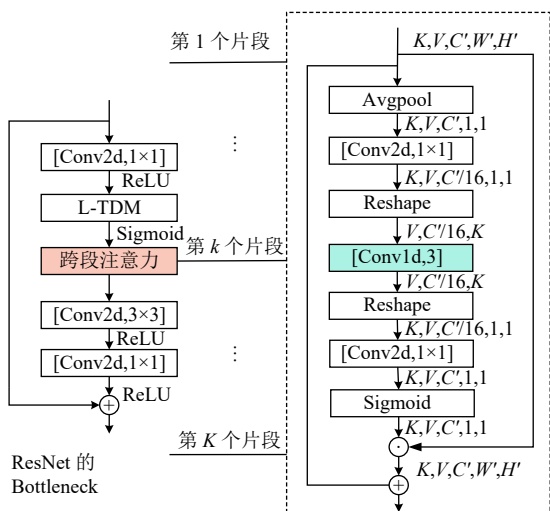 [Conv2d,1×1]
ReLU
L-TDM
Sigmoid
跨段注意力
[Conv2d,3×3]
ReLU
[Conv2d,1×1]
ReLU
+
ResNet 的
Bottleneck
第 1 个片段
⋮
第 k 个片段
⋮
第 K 个片段
K,V,C′,W′,H′
Avgpool
K,V,C′,1,1
[Conv2d,1×1]
K,V,C′/16,1,1
Reshape
V,C′/16,K
[Conv1d,3]
V,C′/16,K
Reshape
K,V,C′/16,1,1
[Conv2d,1×1]
K,V,C′,1,1
Sigmoid
K,V,C′,1,1
·
K,V,C′,W′,H′
+